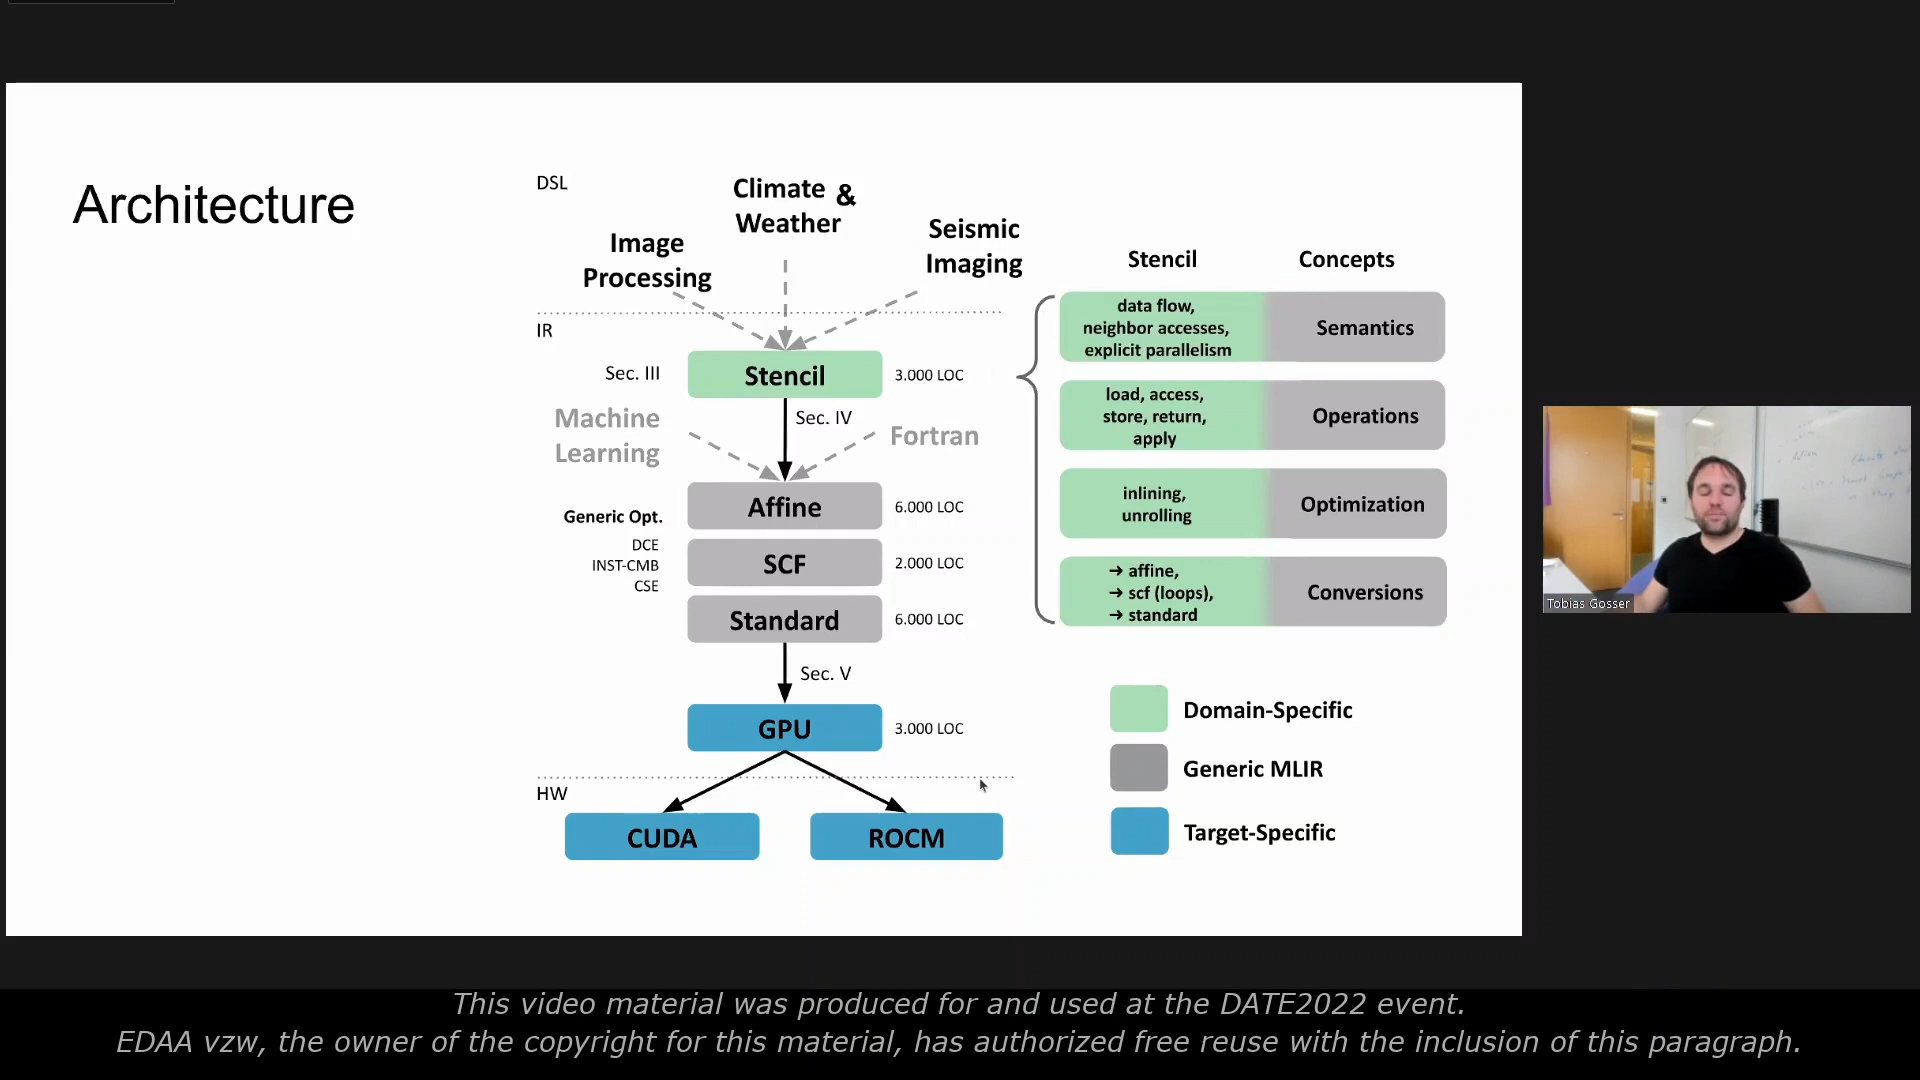 Architecture
DSL
Climate &
Weather
Image
Processing
Seismic
Imaging
IR
Sec. III
Stencil
3.000 LOC
Sec. IV
Machine
Learning
Fortran
Generic Opt.
DCE
INST-CMB
CSE
Affine
6.000 LOC
SCF
2.000 LOC
Standard
6.000 LOC
Sec. V
GPU
3.000 LOC
HW
CUDA
ROCM
Stencil
Concepts
data flow,
neighbor accesses,
explicit parallelism
Semantics
load, access,
store, return,
apply
Operations
inlining,
unrolling
Optimization
➔ affine,
➔ scf (loops),
➔ standard
Conversions
Domain-Specific
Generic MLIR
Target-Specific
Tobias Gosser
This video material was produced for and used at the DATE2022 event.
EDAA vzw, the owner of the copyright for this material, has authorized free reuse with the inclusion of this paragraph.